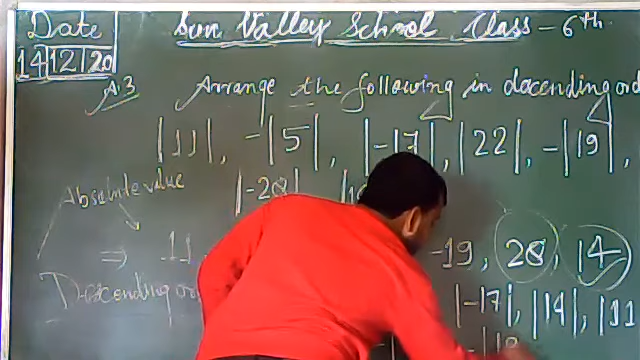 Date Sun Valley School, Class - 6th
14 12 20
A.3 Arrange the following in descending ord
|11|, -|5|, |-17|, |22|, -|19|,
|-28|
Absolute value
⇒ 11 -19, 28, 14
Descending or |-17|, |14|, |11